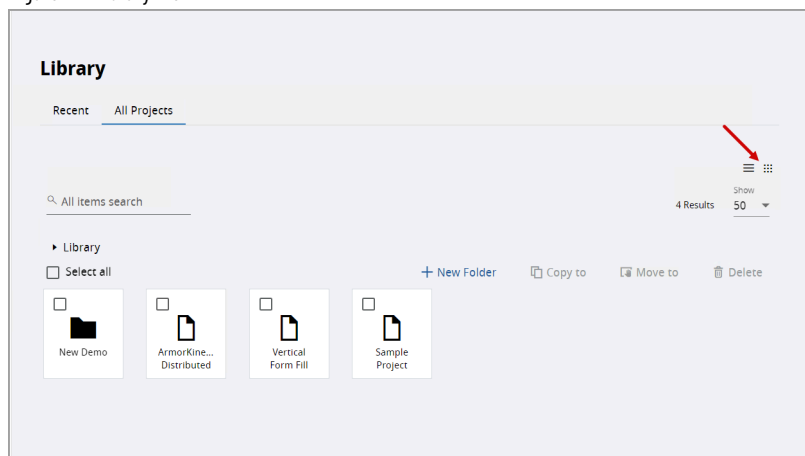 Library
Recent All Projects
Show
All items search 4 Results 50
Library
Select all + New Folder Copy to Move to Delete
New Demo
ArmorKine...
Distributed
Vertical
Form Fill
Sample
Project